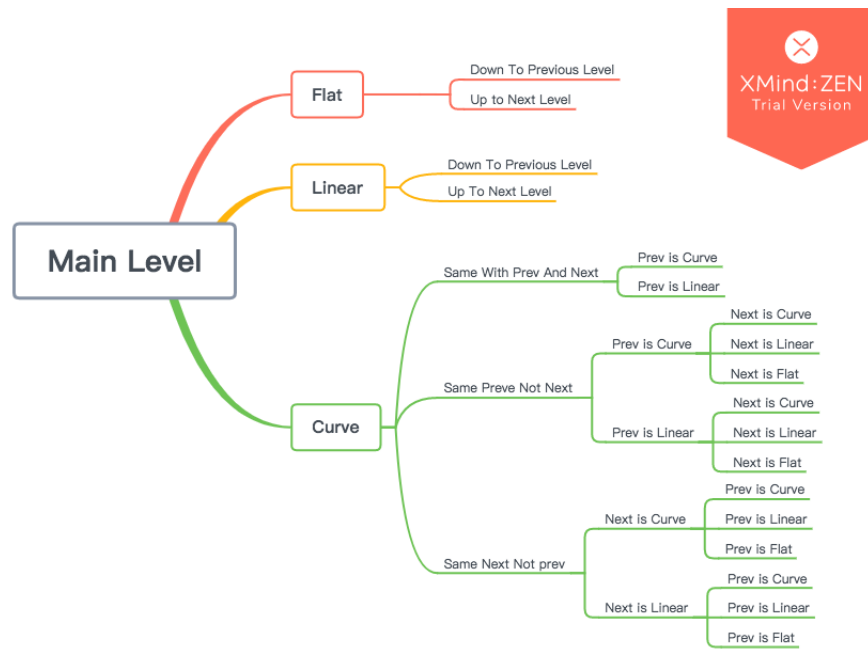 XMind:ZEN
Trial Version
Main Level
Flat
Down To Previous Level
Up to Next Level
Linear
Down To Previous Level
Up To Next Level
Curve
Same With Prev And Next
Prev is Curve
Prev is Linear
Same Preve Not Next
Prev is Curve
Next is Curve
Next is Linear
Next is Flat
Prev is Linear
Next is Curve
Next is Linear
Next is Flat
Same Next Not prev
Next is Curve
Prev is Curve
Prev is Linear
Prev is Flat
Next is Linear
Prev is Curve
Prev is Linear
Prev is Flat